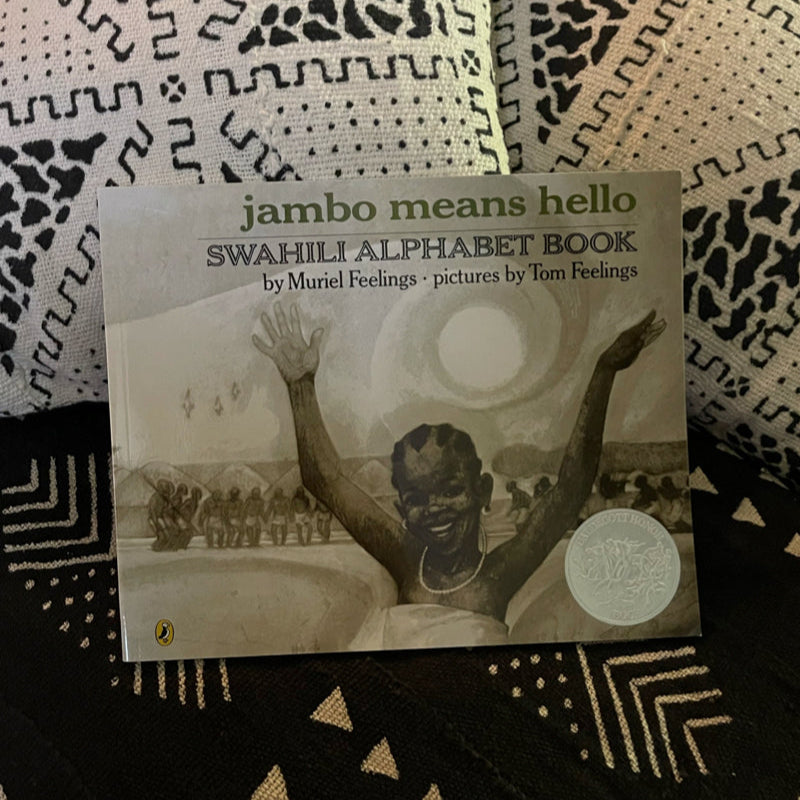 jambo means hello
SWAHILI ALPHABET BOOK
by Muriel Feelings · pictures by Tom Feelings